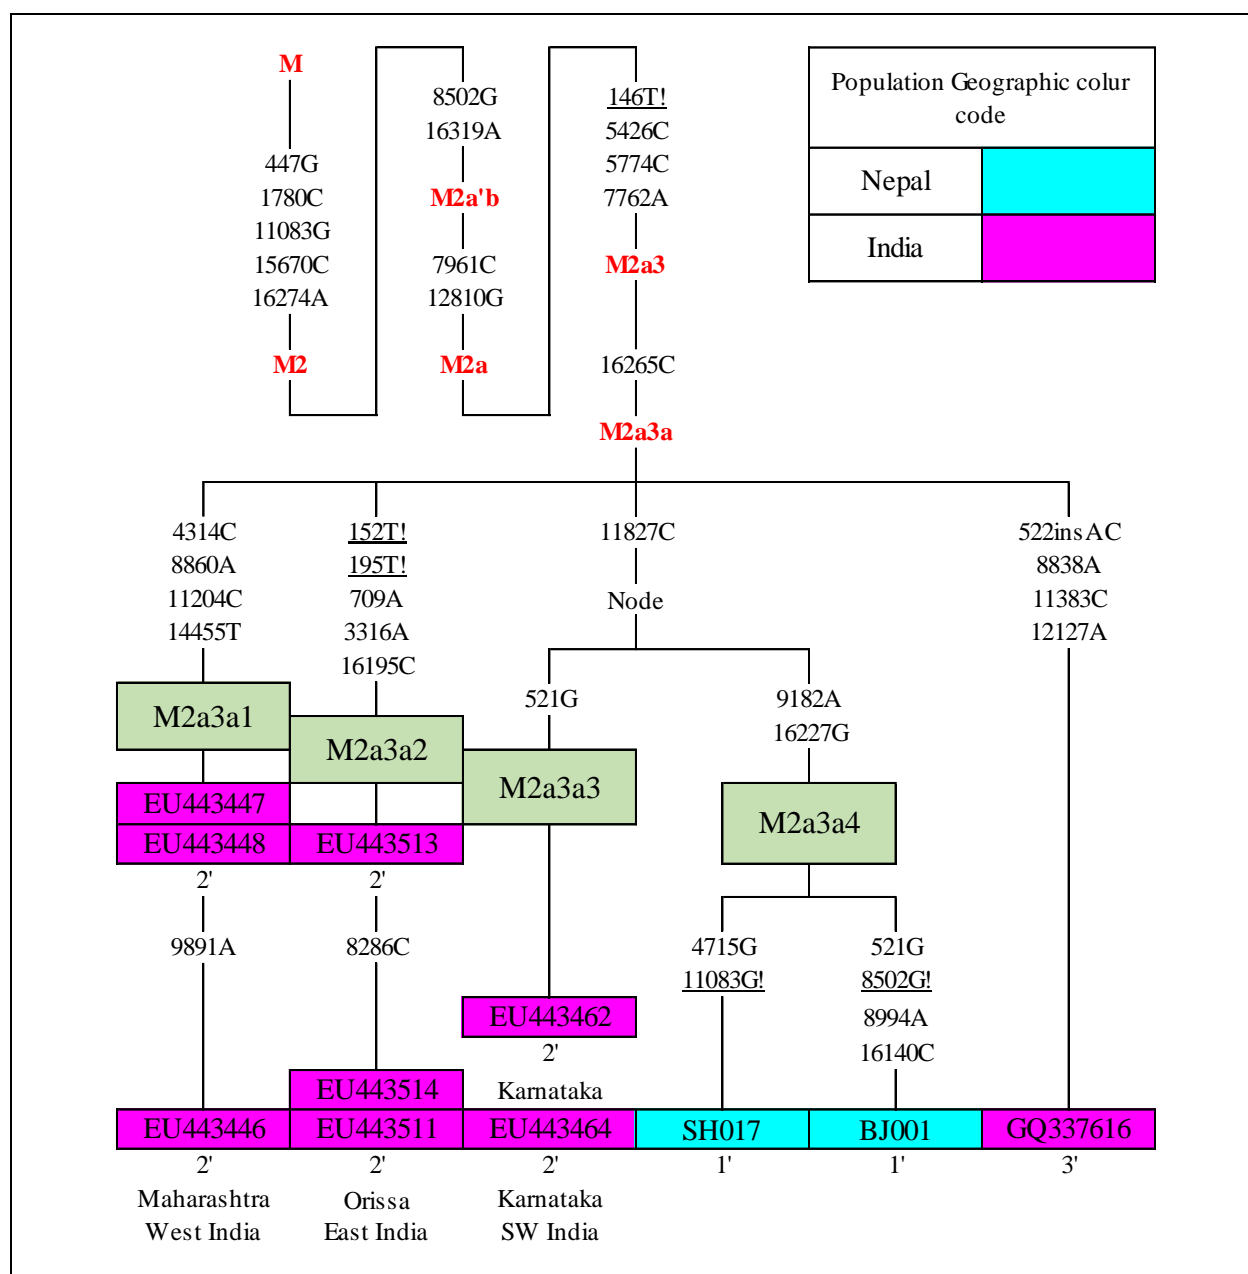 M
447G
1780C
11083G
15670C
16274A
M2
8502G
16319A
M2a'b
7961C
12810G
M2a
146T!
5426C
5774C
7762A
M2a3
16265C
M2a3a
Population Geographic colur
code
Nepal
India
4314C
8860A
11204C
14455T
M2a3a1
EU443447
EU443448
2'
9891A
EU443446
2'
Maharashtra
West India
152T!
195T!
709A
3316A
16195C
M2a3a2
EU443513
2'
8286C
EU443514
EU443511
2'
Orissa
East India
11827C
Node
521G
M2a3a3
EU443462
2'
Karnataka
EU443464
2'
Karnataka
SW India
9182A
16227G
M2a3a4
4715G
11083G!
SH017
1'
521G
8502G!
8994A
16140C
BJ001
1'
522insAC
8838A
11383C
12127A
GQ337616
3'